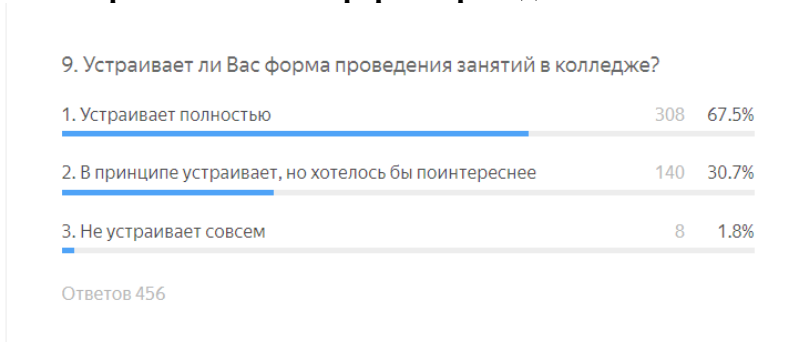 9. Устраивает ли Вас форма проведения занятий в колледже?
1. Устраивает полностью 308 67.5%
2. В принципе устраивает, но хотелось бы поинтереснее 140 30.7%
3. Не устраивает совсем 8 1.8%
Ответов 456